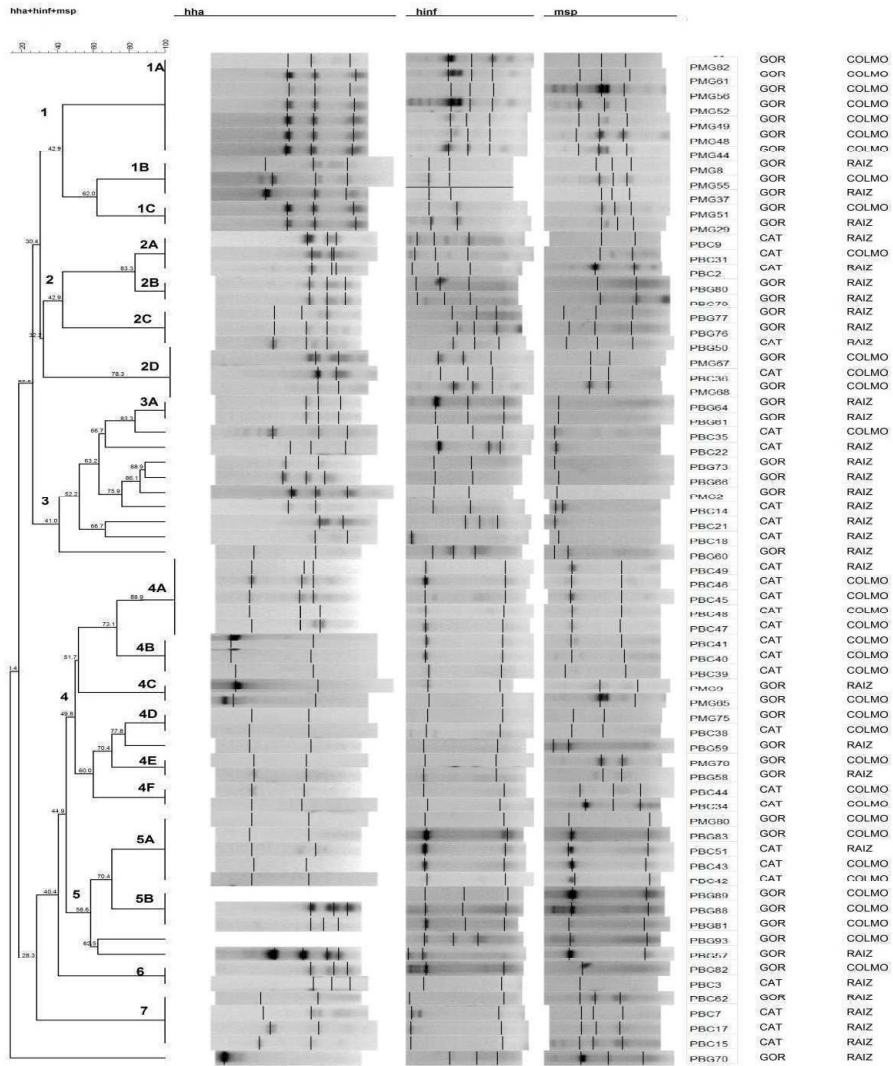 hha+hinf+msp hha hinf msp
20 40 60 80 100
GOR COLMO
1A PMG82 GOR COLMO
PMG61 GOR COLMO
PMG56 GOR COLMO
1 PMG52 GOR COLMO
PMG49 GOR COLMO
42.9 PMG48 GOR COLMO
1B PMG44 GOR RAIZ
PMG8 GOR COLMO
62.0 PMG55 GOR RAIZ
1C PMG37 GOR COLMO
PMG51 GOR RAIZ
PMG29 CAT RAIZ
2A PBC9 CAT COLMO
83.3 PBC31 CAT RAIZ
2 2B PBC2 GOR RAIZ
42.9 PBG80 GOR RAIZ
2C GOR RAIZ
PBG77 GOR RAIZ
PBG76 CAT RAIZ
2D PBG50 GOR COLMO
78.3 PMG67 CAT COLMO
PBC36 GOR COLMO
3A PMG68 GOR RAIZ
83.3 PBG64 GOR RAIZ
66.7 PBG61 CAT COLMO
PBC35 CAT RAIZ
63.2 PBC22 GOR RAIZ
88.9 PBG73 GOR RAIZ
86.1 PBG66 GOR RAIZ
3 75.9 PMG2 CAT RAIZ
52.2 PBC14 CAT RAIZ
41.0 66.7 PBC21 CAT RAIZ
PBC18 GOR RAIZ
PBG60 CAT RAIZ
4A PBC49 CAT COLMO
88.9 PBC46 CAT COLMO
PBC45 CAT COLMO
73.1 PBC48 CAT COLMO
PBC47 CAT COLMO
4B PBC41 CAT COLMO
51.7 PBC40 CAT COLMO
4C PBC39 GOR RAIZ
4 PMG9 GOR COLMO
4D PMG65 GOR COLMO
49.8 77.8 PMG75 CAT COLMO
70.4 PBC38 GOR RAIZ
4E PBG59 GOR COLMO
60.0 PMG70 GOR RAIZ
4F PBG58 CAT COLMO
PBC44 CAT COLMO
44.9 PBC34 GOR COLMO
5A PMG80 GOR COLMO
PBG83 CAT RAIZ
70.4 PBC51 CAT COLMO
PBC43 CAT COLMO
40.4 5 5B PBC42 GOR COLMO
58.6 PBG89 GOR COLMO
PBG88 GOR COLMO
62.5 PBG81 GOR COLMO
28.3 PBG93 GOR RAIZ
6 PBG57 GOR COLMO
PBG82 CAT RAIZ
PBC3 GOR RAIZ
7 PBC62 CAT RAIZ
PBC7 CAT RAIZ
PBC17 CAT RAIZ
PBC15 GOR RAIZ
PBG70